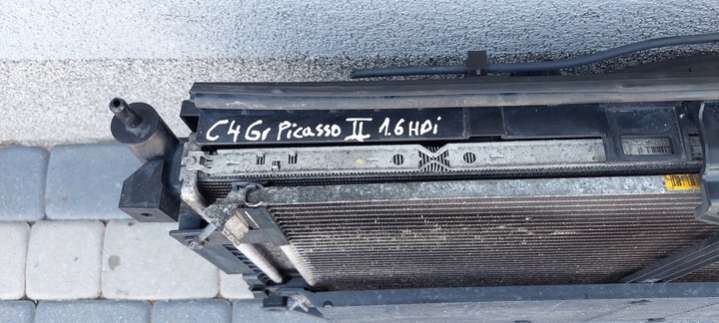 C4 Gr Picasso II 1.6 HDi